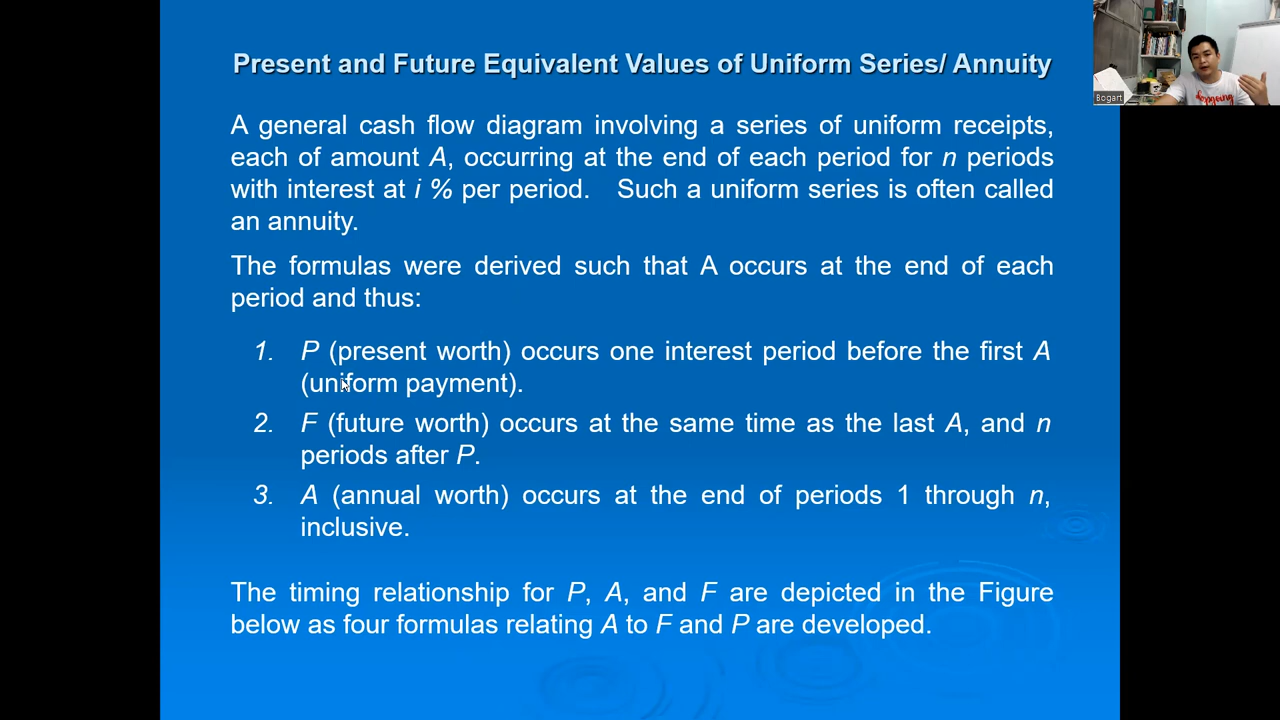 Present and Future Equivalent Values of Uniform Series/ Annuity
A general cash flow diagram involving a series of uniform receipts,
each of amount A, occurring at the end of each period for n periods
with interest at i % per period. Such a uniform series is often called
an annuity.
The formulas were derived such that A occurs at the end of each
period and thus:
1. P (present worth) occurs one interest period before the first A
(uniform payment).
2. F (future worth) occurs at the same time as the last A, and n
periods after P.
3. A (annual worth) occurs at the end of periods 1 through n,
inclusive.
The timing relationship for P, A, and F are depicted in the Figure
below as four formulas relating A to F and P are developed.
Bogart